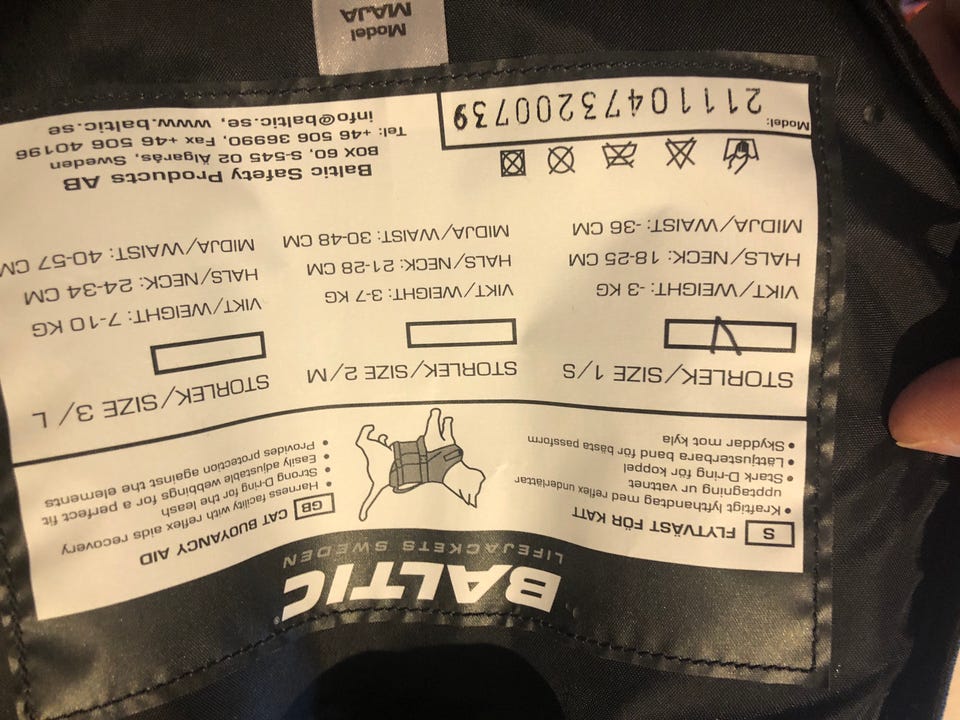 BALTIC®
LIFEJACKETS SWEDEN
S FLYTVÄST FÖR KATT
• Kraftigt lyfthandtag med reflex underlättar
upptagning ur vattnet
• Stark D-ring för koppel
• Lättjusterbara band för bästa passform
• Skyddar mot kyla
GB CAT BUOYANCY AID
• Harness facility with reflex aids recovery
• Strong D-ring for the leash
• Easily adjustable webbings for a perfect fit
• Provides protection against the elements
STORLEK/SIZE 1/S
VIKT/WEIGHT: -3 KG
HALS/NECK: 18-25 CM
MIDJA/WAIST: -36 CM
STORLEK/SIZE 2/M
VIKT/WEIGHT: 3-7 KG
HALS/NECK: 21-28 CM
MIDJA/WAIST: 30-48 CM
STORLEK/SIZE 3/L
VIKT/WEIGHT: 7-10 KG
HALS/NECK: 24-34 CM
MIDJA/WAIST: 40-57 CM
Model:
21110473200739
Baltic Safety Products AB
BOX 60, S-545 02 Älgarås, Sweden
Tel: +46 506 36990, Fax +46 506 40196
info@baltic.se, www.baltic.se
Model
MAJA